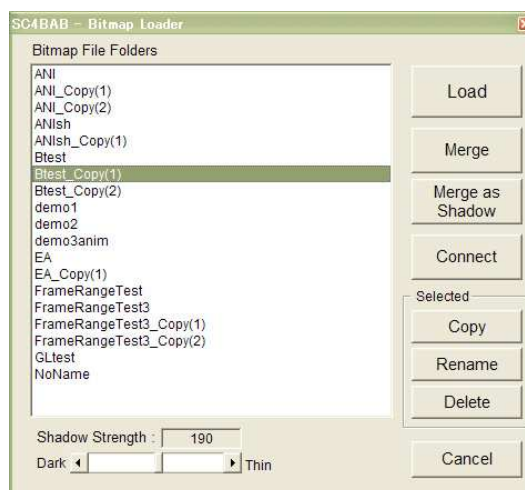 SC4BAB - Bitmap Loader
Bitmap File Folders
ANI
ANI_Copy(1)
ANI_Copy(2)
ANIsh
ANIsh_Copy(1)
Btest
Btest_Copy(1)
Btest_Copy(2)
demo1
demo2
demo3anim
EA
EA_Copy(1)
FrameRangeTest
FrameRangeTest3
FrameRangeTest3_Copy(1)
FrameRangeTest3_Copy(2)
GLtest
NoName
Load
Merge
Merge as
Shadow
Connect
Selected
Copy
Rename
Delete
Shadow Strength : 190
Dark Thin
Cancel